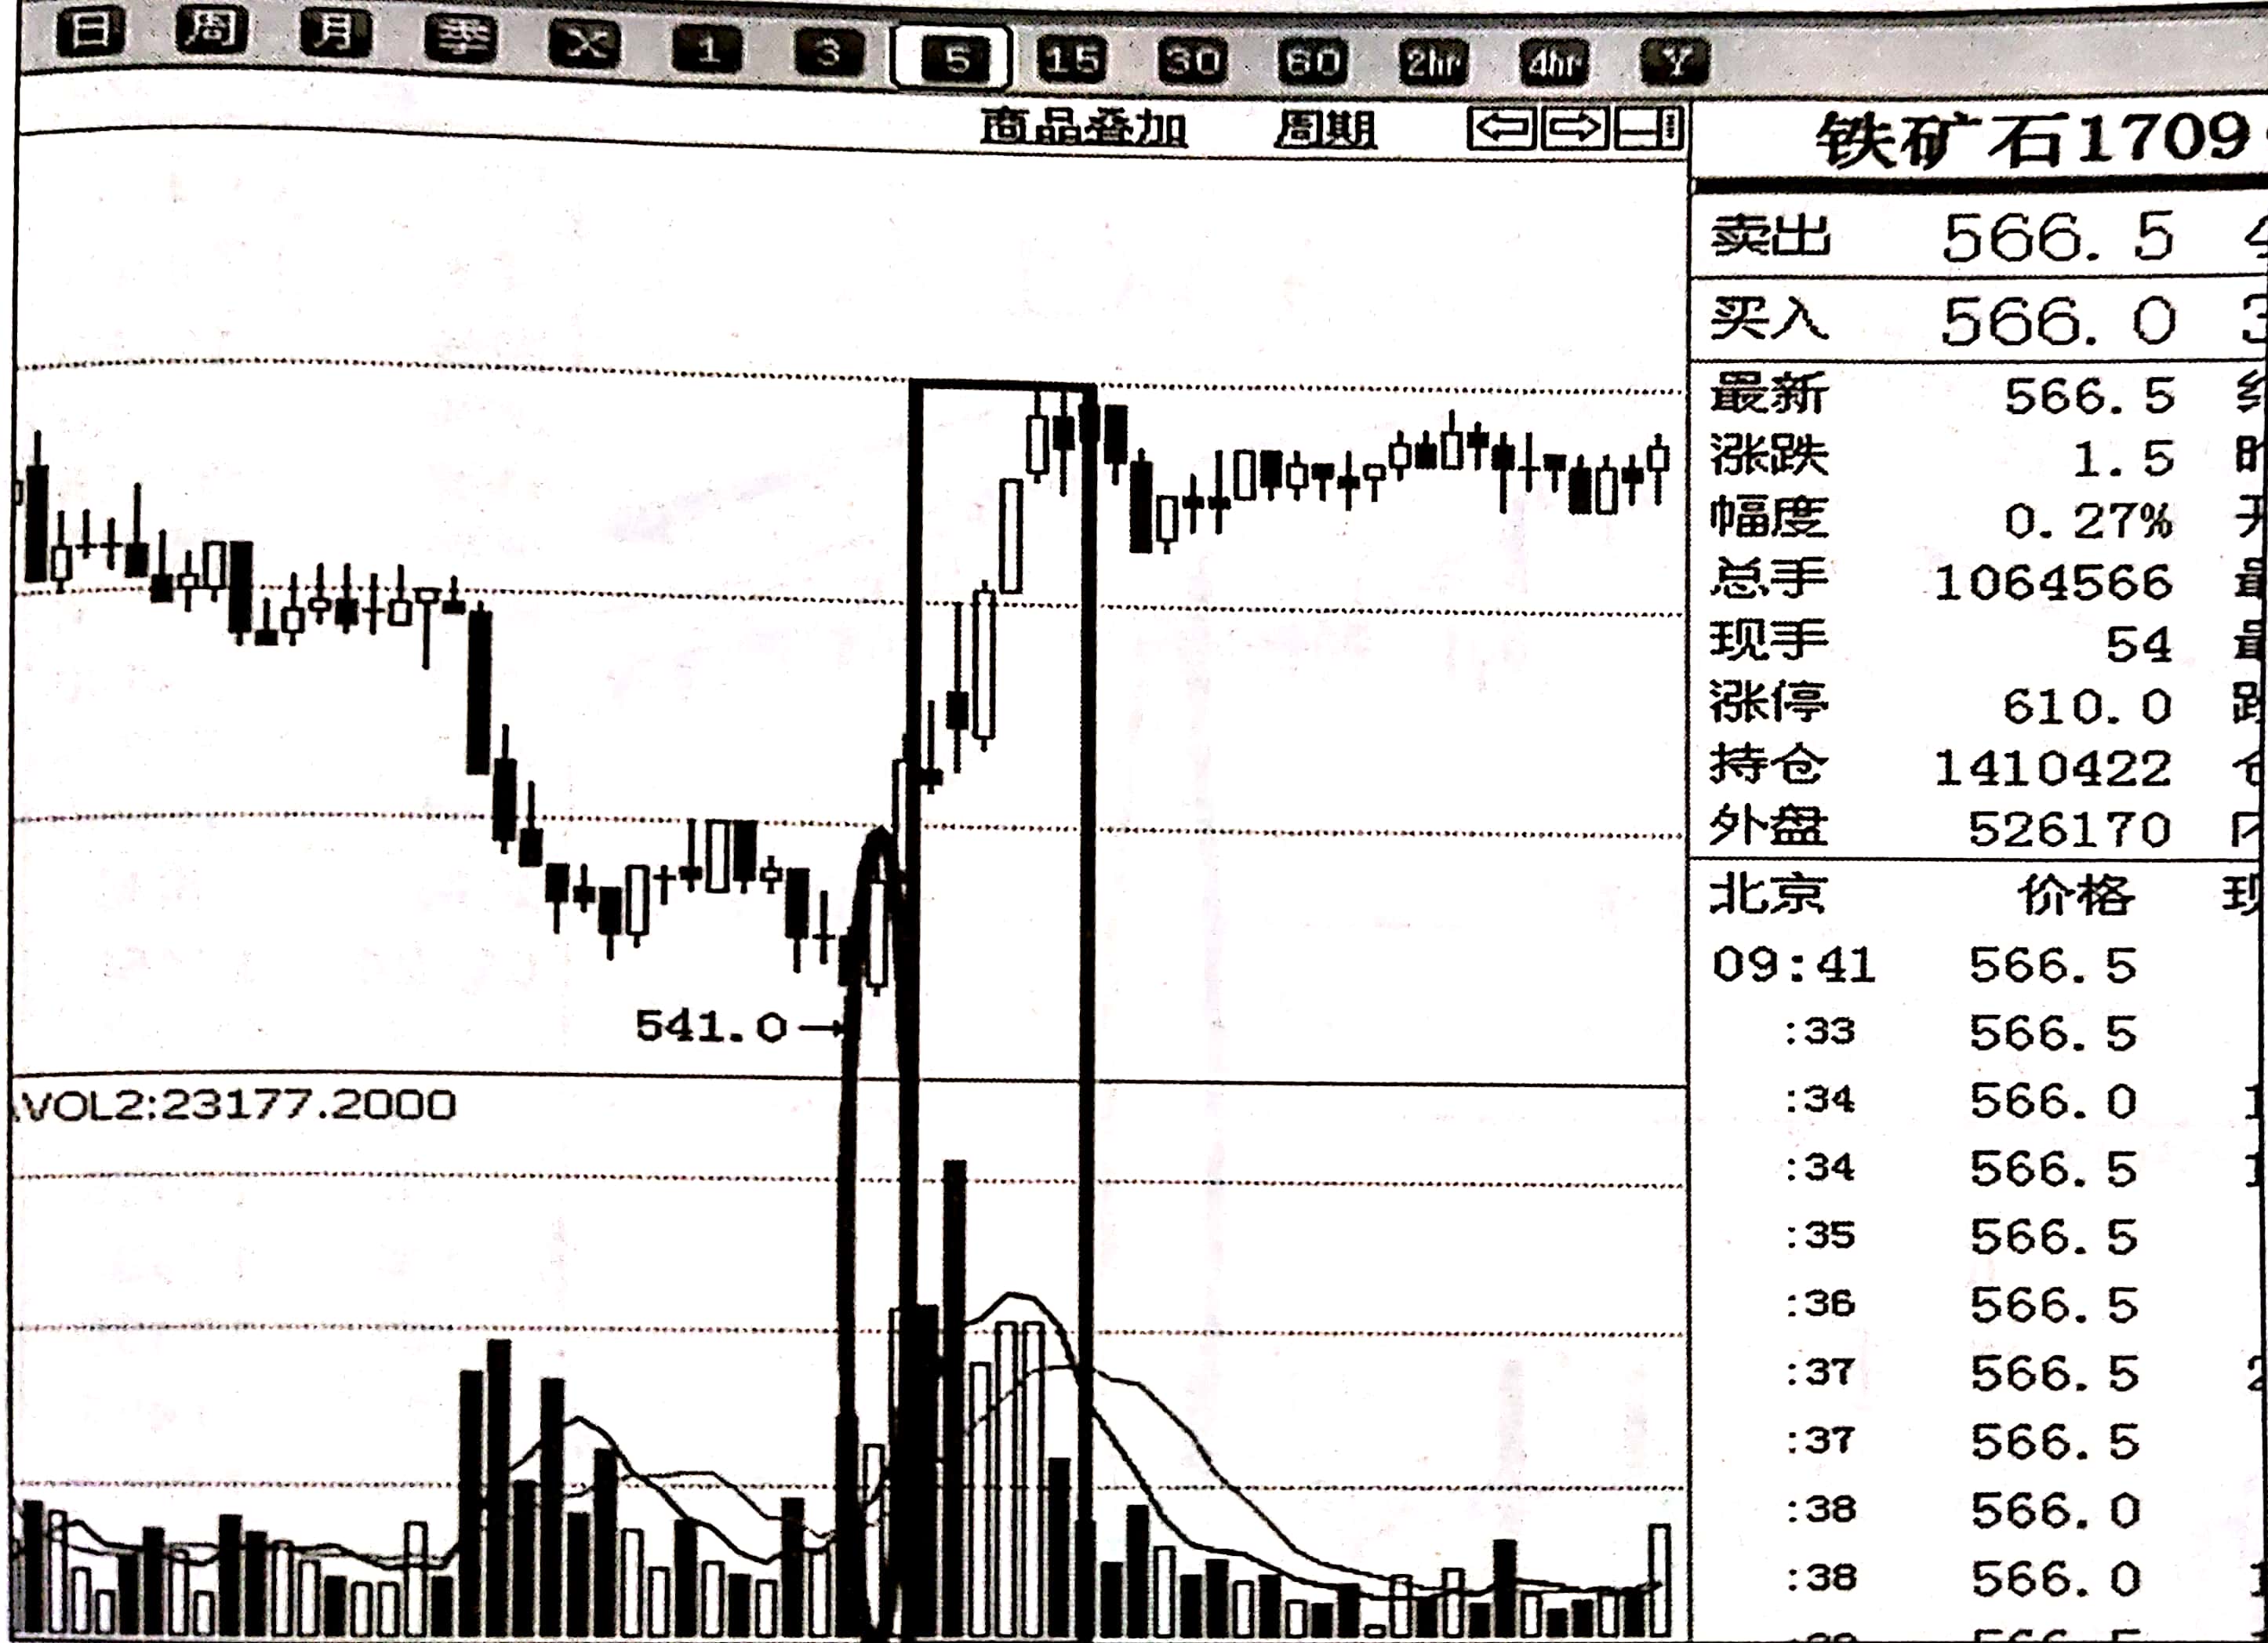 日 周 月 季 X 1 3 5 15 30 60 2hr 4hr Y
商品叠加 周期
铁矿石1709
卖出 566.5
买入 566.0
最新 566.5
涨跌 1.5
幅度 0.27%
总手 1064566
现手 54
涨停 610.0
持仓 1410422
外盘 526170
北京 价格 现
09:41 566.5
:33 566.5
:34 566.0
:34 566.5
:35 566.5
:36 566.5
:37 566.5
:37 566.5
:38 566.0
:38 566.0
541.0
VOL2:23177.2000